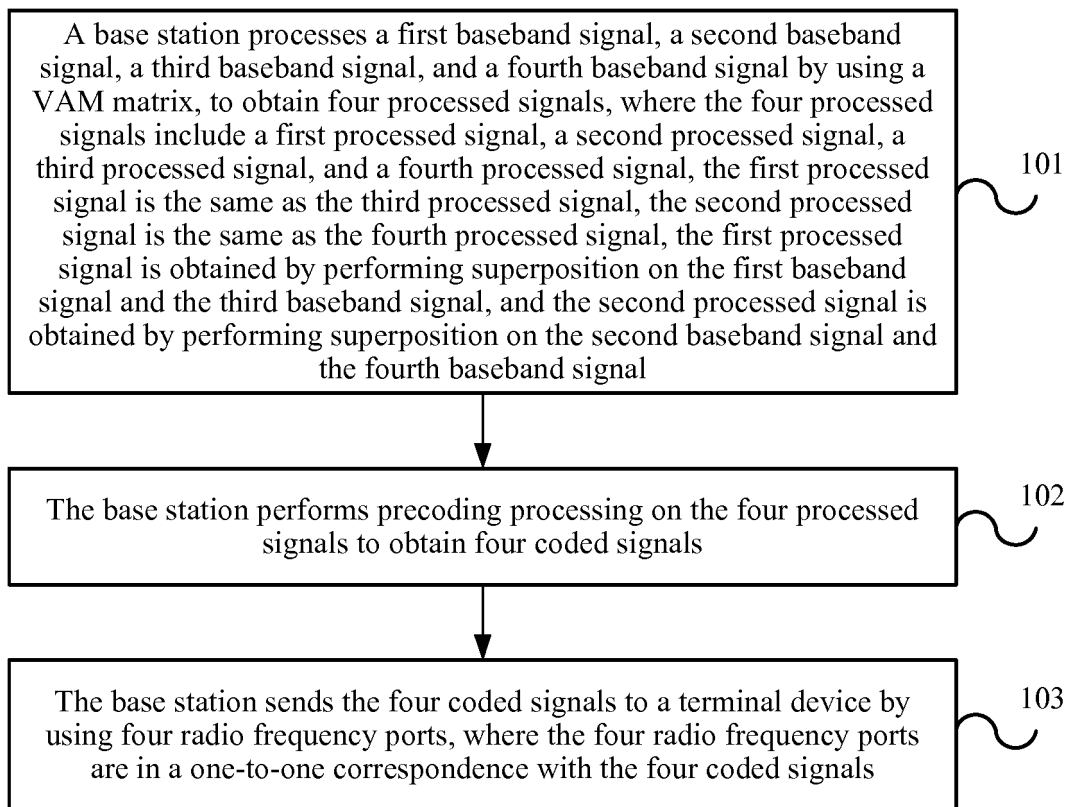 A base station processes a first baseband signal, a second baseband
signal, a third baseband signal, and a fourth baseband signal by using a
VAM matrix, to obtain four processed signals, where the four processed
signals include a first processed signal, a second processed signal, a
third processed signal, and a fourth processed signal, the first processed
signal is the same as the third processed signal, the second processed
signal is the same as the fourth processed signal, the first processed
signal is obtained by performing superposition on the first baseband
signal and the third baseband signal, and the second processed signal is
obtained by performing superposition on the second baseband signal and
the fourth baseband signal
101
The base station performs precoding processing on the four processed
signals to obtain four coded signals
102
The base station sends the four coded signals to a terminal device by
using four radio frequency ports, where the four radio frequency ports
are in a one-to-one correspondence with the four coded signals
103